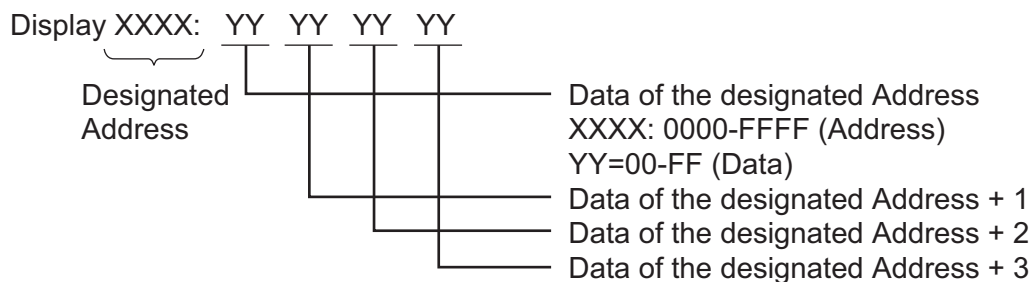 Display XXXX: YY YY YY YY
Designated
Address
Data of the designated Address
XXXX: 0000-FFFF (Address)
YY=00-FF (Data)
Data of the designated Address + 1
Data of the designated Address + 2
Data of the designated Address + 3